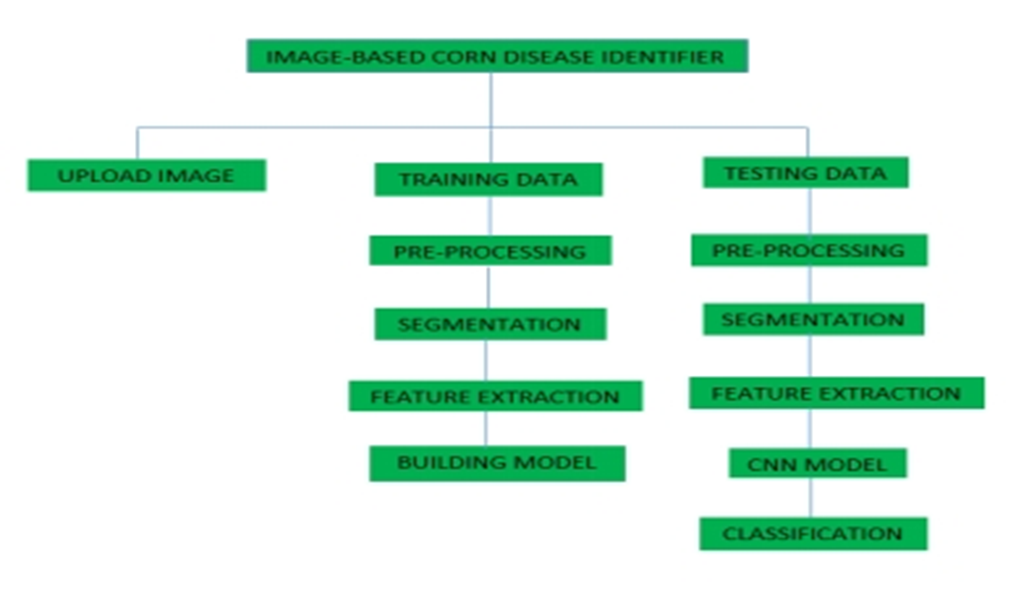 IMAGE-BASED CORN DISEASE IDENTIFIER
UPLOAD IMAGE
TRAINING DATA
PRE-PROCESSING
SEGMENTATION
FEATURE EXTRACTION
BUILDING MODEL
TESTING DATA
PRE-PROCESSING
SEGMENTATION
FEATURE EXTRACTION
CNN MODEL
CLASSIFICATION